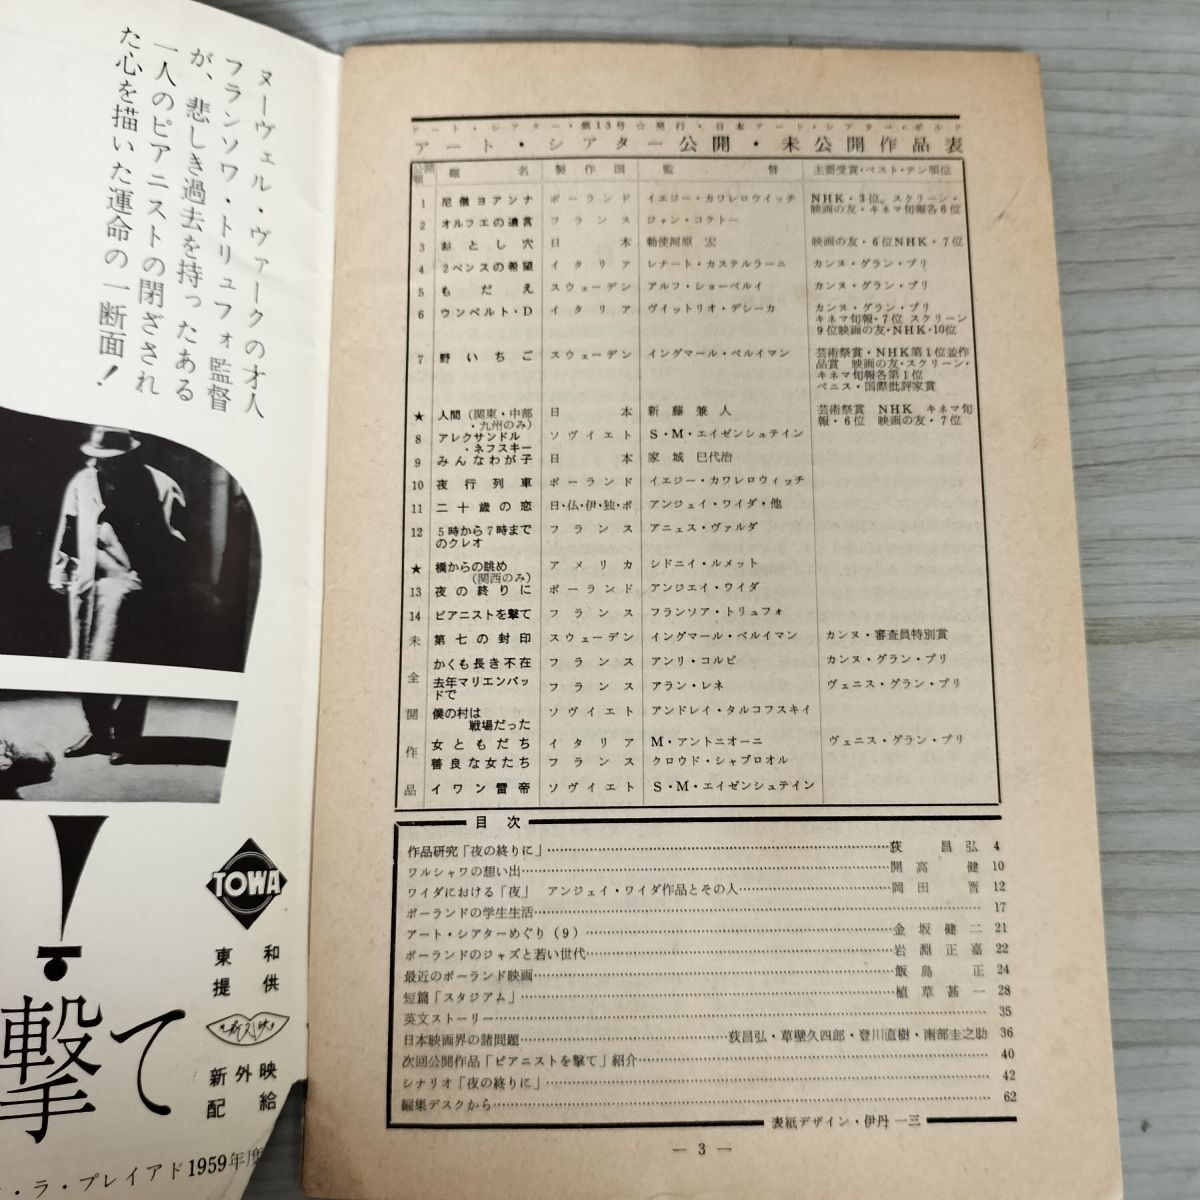 ヌーヴェル・ヴァークの才人
フランソワ・トリュフォ監督
が、悲しき過去を持ったある
一人のピアニストの閉ざされ
た心を描いた運命の一断面！
TOWA
東和
提供
新外映
配給
撃て
・ラ・プレイアド1959年度
アート・シアター・第13号☆発行・日本アート・シアター・ギルド
アート・シアター公開・未公開作品表
公開順 題名 製作国 監督 主要受賞・ベスト・テン順位
1 尼僧ヨアンナ ポーランド イエジー・カワレロウィッチ NHK・3位。スクリーン・
映画の友・キネマ旬報各6位
2 オルフエの遺言 フランス ジャン・コクトー
3 おとし穴 日本 勅使河原 宏 映画の友・6位NHK・7位
4 2ペンスの希望 イタリア レナート・カステルラーニ カンヌ・グラン・プリ
5 もだえ スウェーデン アルフ・ショーベルイ カンヌ・グラン・プリ
6 ウンベルト・D イタリア ヴィットリオ・デシーカ カンヌ・グラン・プリ
キネマ旬報・7位 スクリーン
9位映画の友・NHK・10位
7 野いちご スウェーデン イングマール・ベルイマン 芸術祭賞・NHK第1位並作
品賞 映画の友・スクリーン・
キネマ旬報各第1位
ベニス・国際批評家賞
★ 人間（関東・中部 日本 新藤兼人 芸術祭賞 NHK キネマ旬
・九州のみ） 報・6位 映画の友・7位
8 アレクサンドル ソヴィエト S・M・エイゼンシュテイン
・ネフスキー
9 みんなわが子 日本 家城巳代治
10 夜行列車 ポーランド イエジー・カワレロウィッチ
11 二十歳の恋 日・仏・伊・独・ポ アンジェイ・ワイダ・他
12 5時から7時まで フランス アニェス・ヴァルダ
のクレオ
★ 橋からの眺め アメリカ シドニイ・ルメット
（関西のみ）
13 夜の終りに ポーランド アンジエイ・ワイダ
14 ピアニストを撃て フランス フランソア・トリュフォ
未 第七の封印 スウェーデン イングマール・ベルイマン カンヌ・審査員特別賞
かくも長き不在 フランス アンリ・コルピ カンヌ・グラン・プリ
全 去年マリエンバッ フランス アラン・レネ ヴェニス・グラン・プリ
ドで
開 僕の村は ソヴィエト アンドレイ・タルコフスキイ
戦場だった
作 女ともだち イタリア M・アントニオーニ ヴェニス・グラン・プリ
善良な女たち フランス クロウド・シャブロオル
品 イワン雷帝 ソヴィエト S・M・エイゼンシュテイン
目次
作品研究「夜の終りに」……荻昌弘 4
ワルシャワの想い出……開高健 10
ワイダにおける「夜」 アンジェイ・ワイダ作品とその人……岡田晋 12
ポーランドの学生生活……17
アート・シアターめぐり（9）……金坂健二 21
ポーランドのジャズと若い世代……岩淵正嘉 22
最近のポーランド映画……飯島正 24
短篇「スタジアム」……植草甚一 28
英文ストーリー……35
日本映画界の諸問題……荻昌弘・草壁久四郎・登川直樹・南部圭之助 36
次回公開作品「ピアニストを撃て」紹介……40
シナリオ「夜の終りに」……42
編集デスクから……62
表紙デザイン・伊丹一三
— 3 —